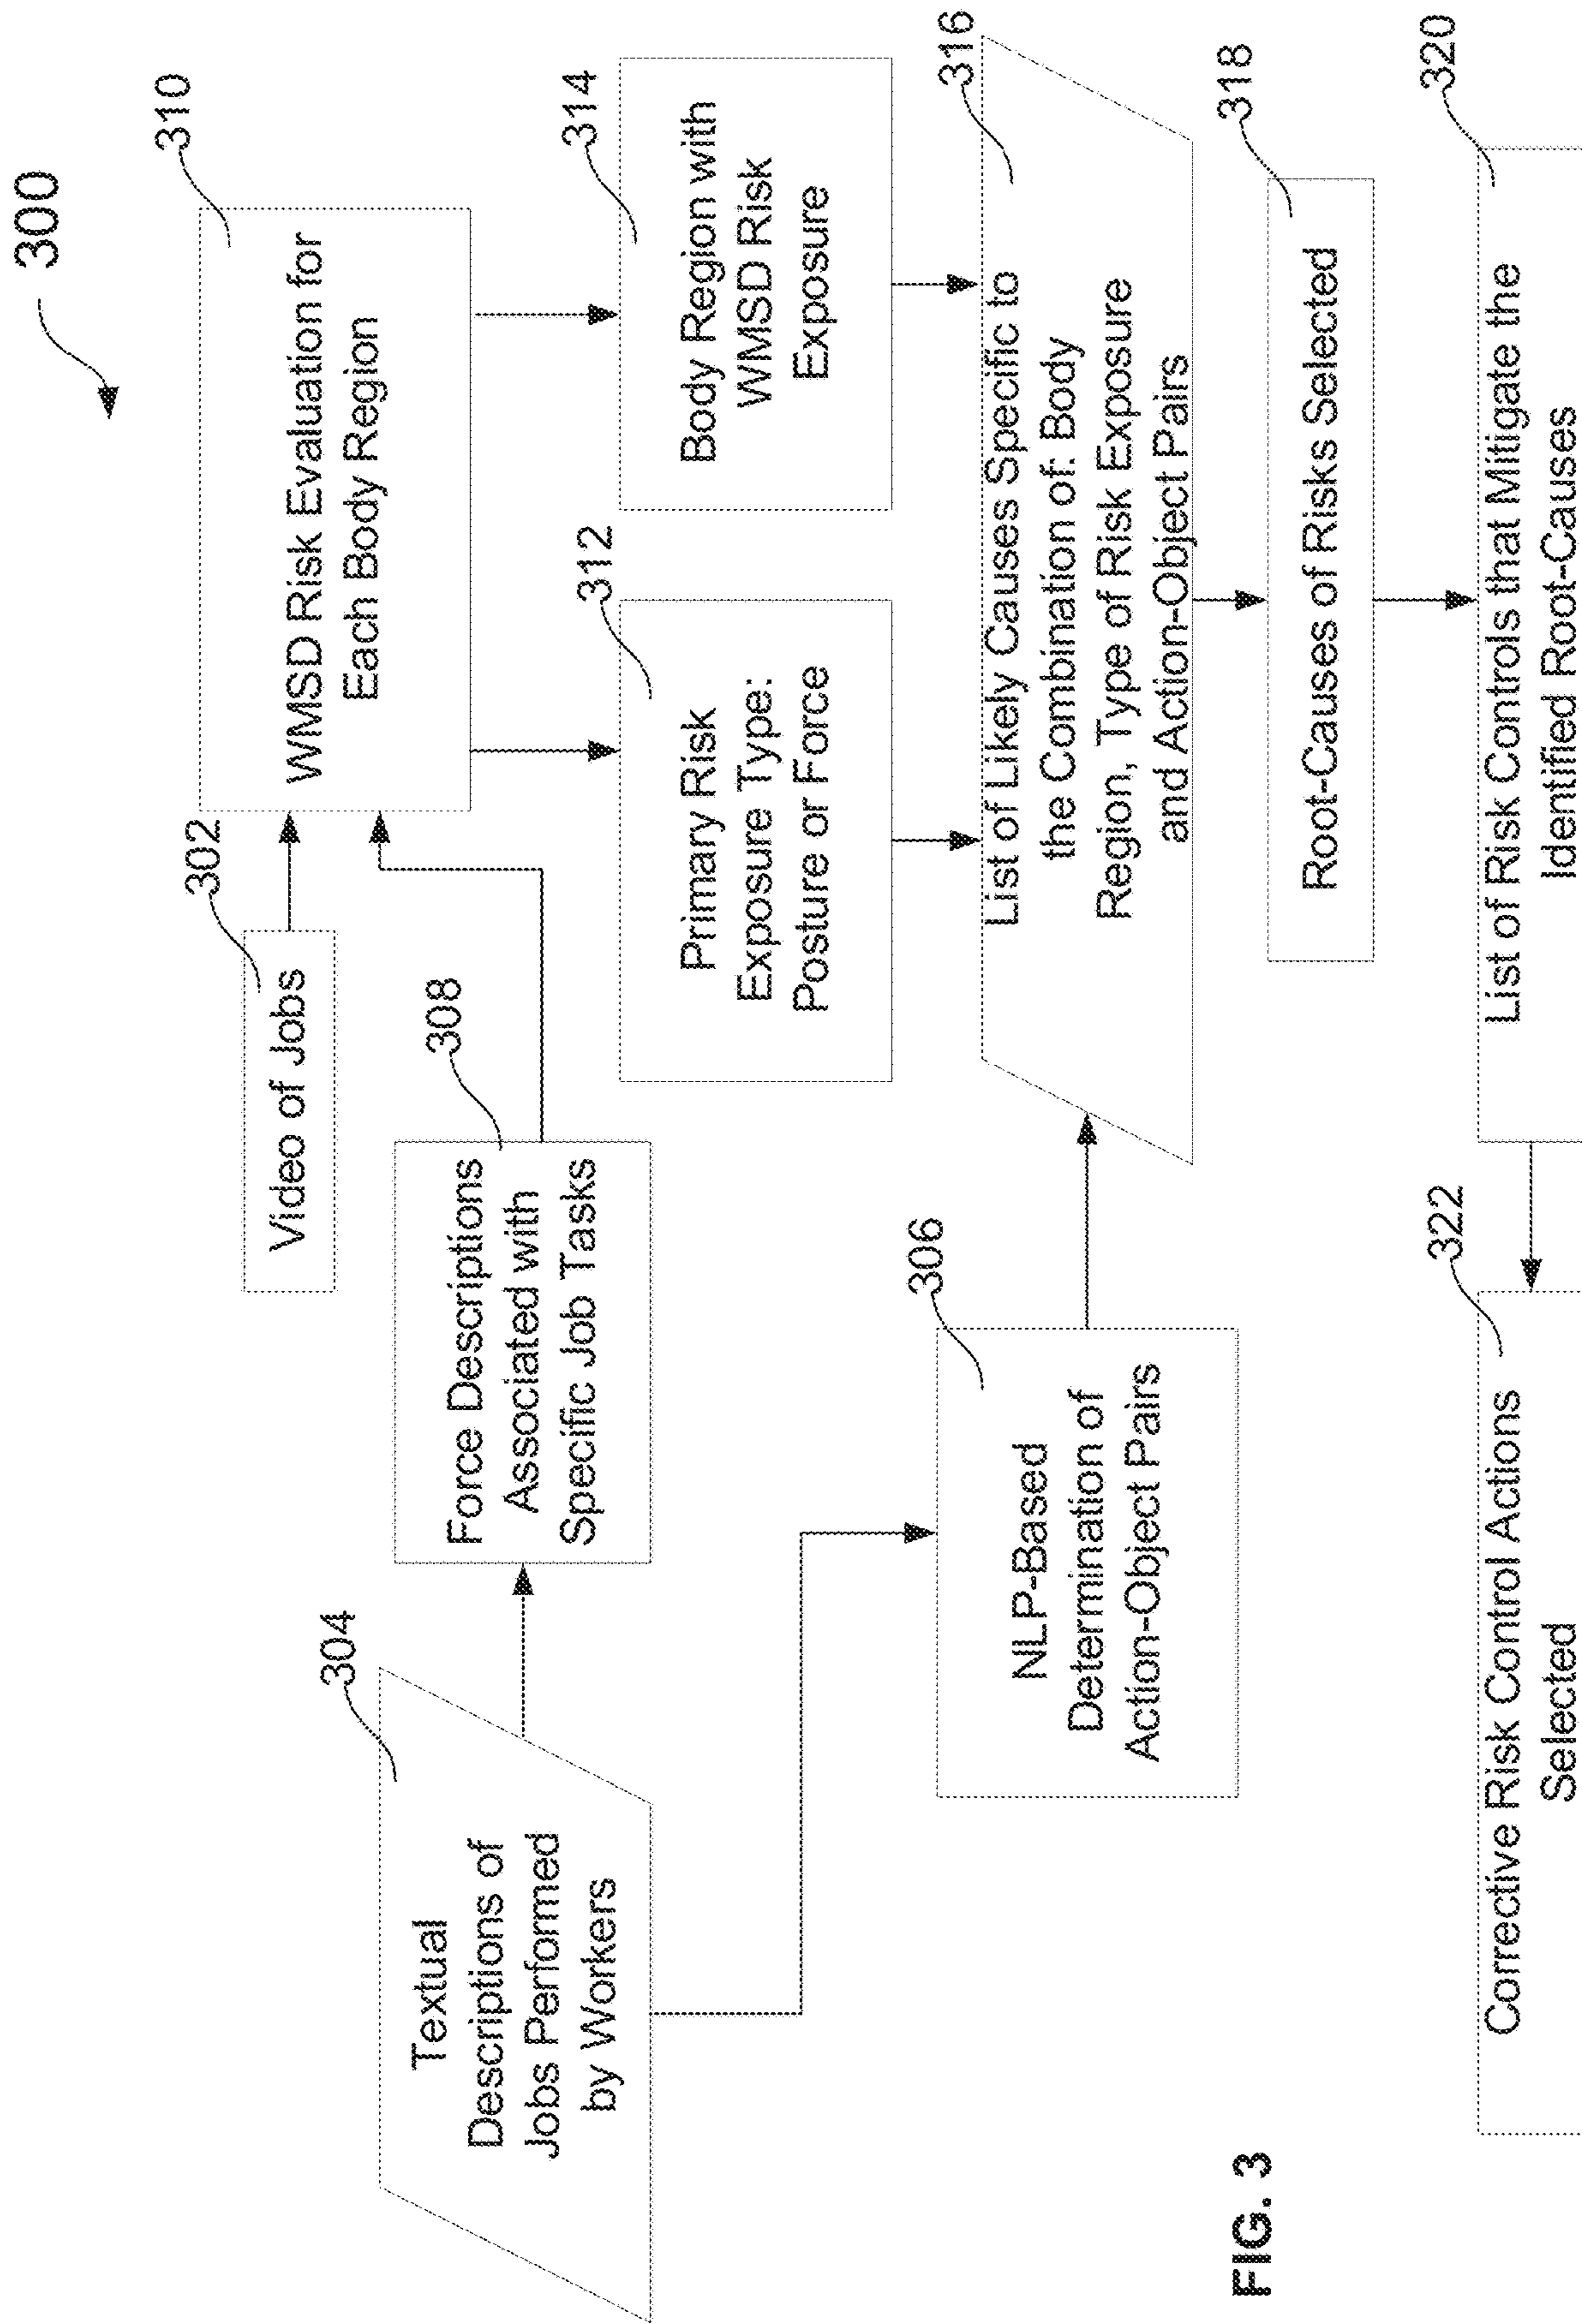 300
302
Video of Jobs
310
WMSD Risk Evaluation for
Each Body Region
304
Textual
Descriptions of
Jobs Performed
by Workers
308
Force Descriptions
Associated with
Specific Job Tasks
312
Primary Risk
Exposure Type:
Posture or Force
314
Body Region with
WMSD Risk
Exposure
306
NLP-Based
Determination of
Action-Object Pairs
316
List of Likely Causes Specific to
the Combination of: Body
Region, Type of Risk Exposure
and Action-Object Pairs
318
Root-Causes of Risks Selected
322
Corrective Risk Control Actions
Selected
320
List of Risk Controls that Mitigate the
Identified Root-Causes
FIG. 3